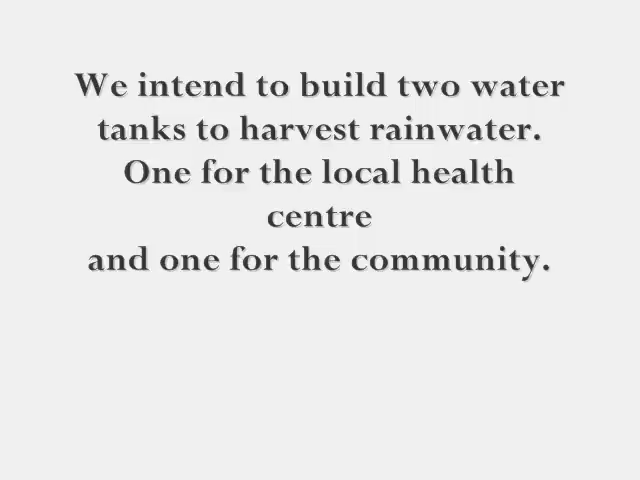 We intend to build two water
tanks to harvest rainwater.
One for the local health
centre
and one for the community.